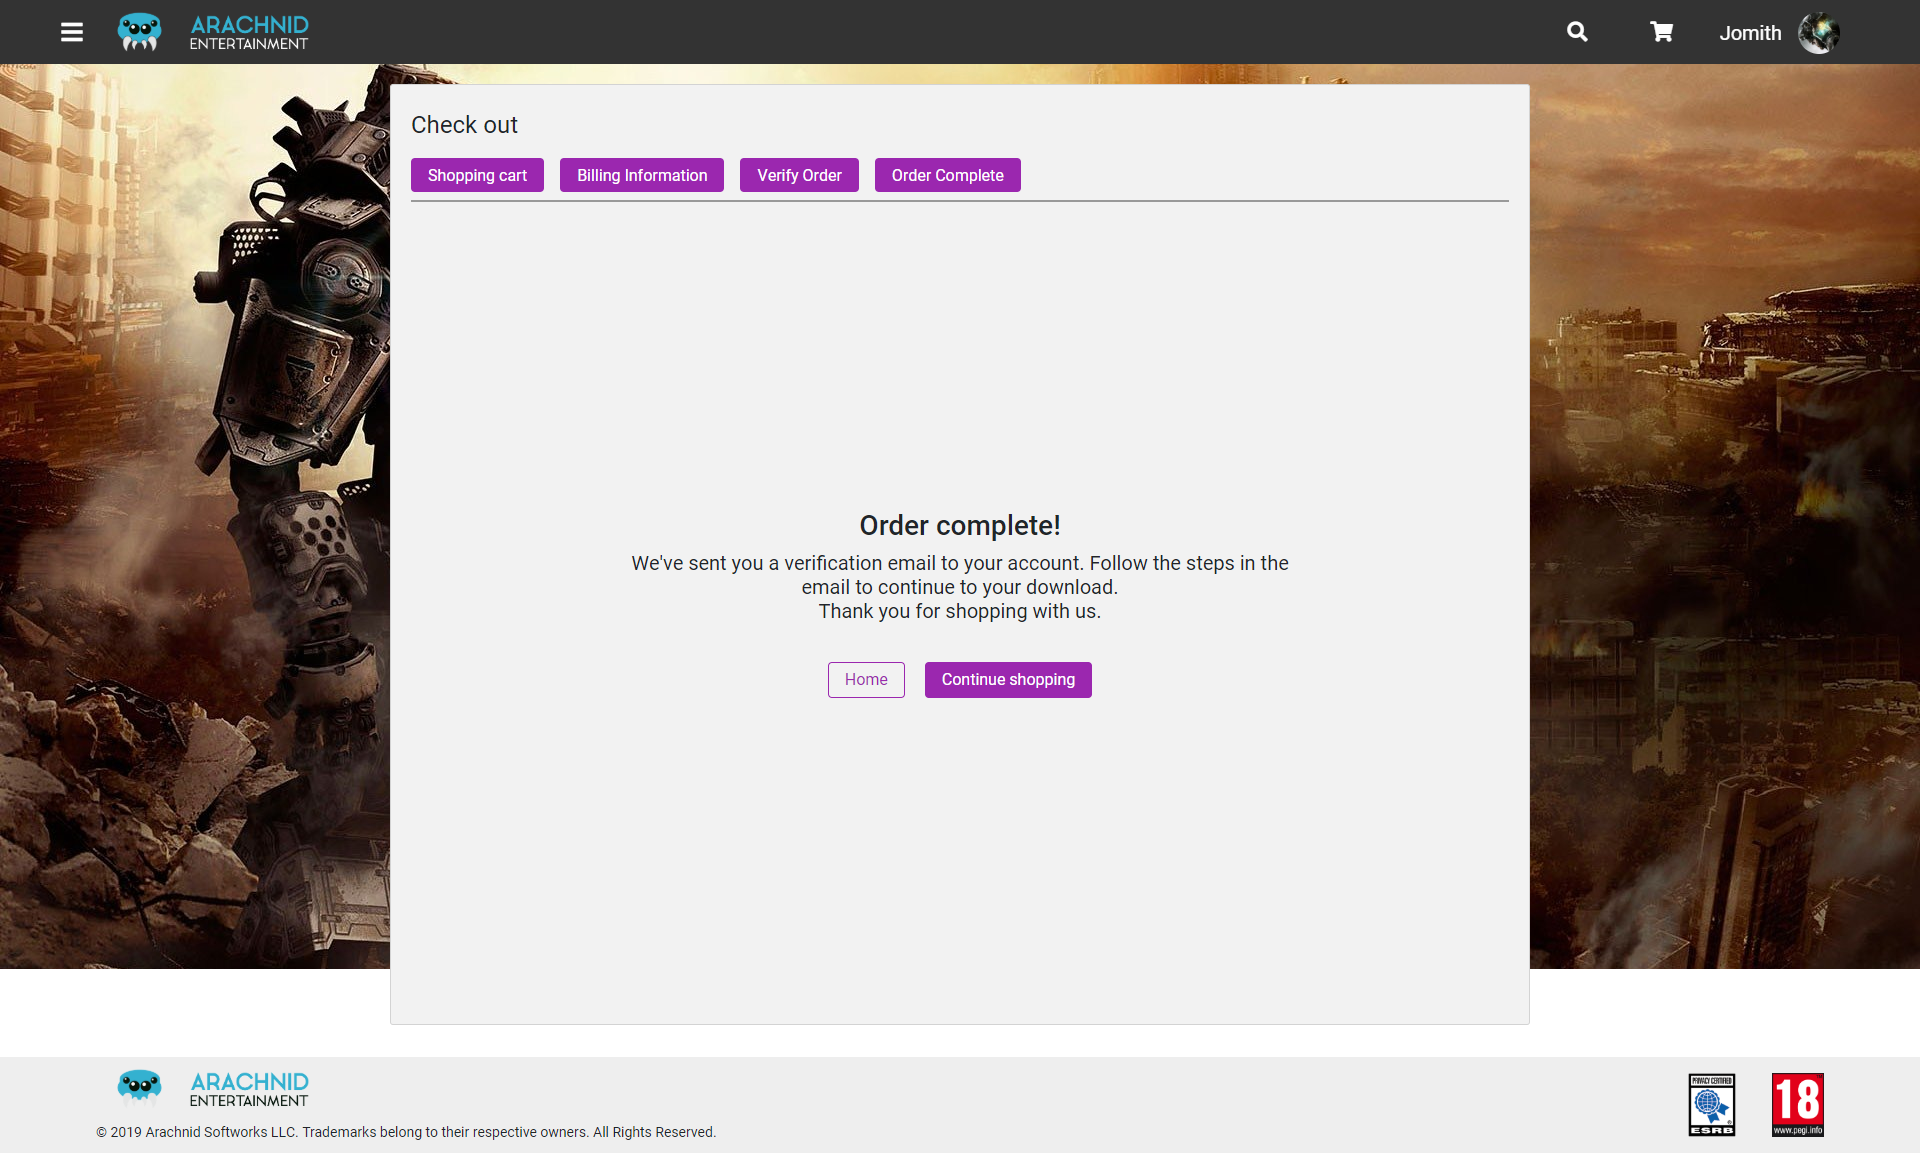 ARACHNID
ENTERTAINMENT
Jomith
Check out
Shopping cart
Billing Information
Verify Order
Order Complete
Order complete!
We've sent you a verification email to your account. Follow the steps in the
email to continue to your download.
Thank you for shopping with us.
Home
Continue shopping
ARACHNID
ENTERTAINMENT
© 2019 Arachnid Softworks LLC. Trademarks belong to their respective owners. All Rights Reserved.
PRIVACY CERTIFIED
ESRB
18
www.pegi.info